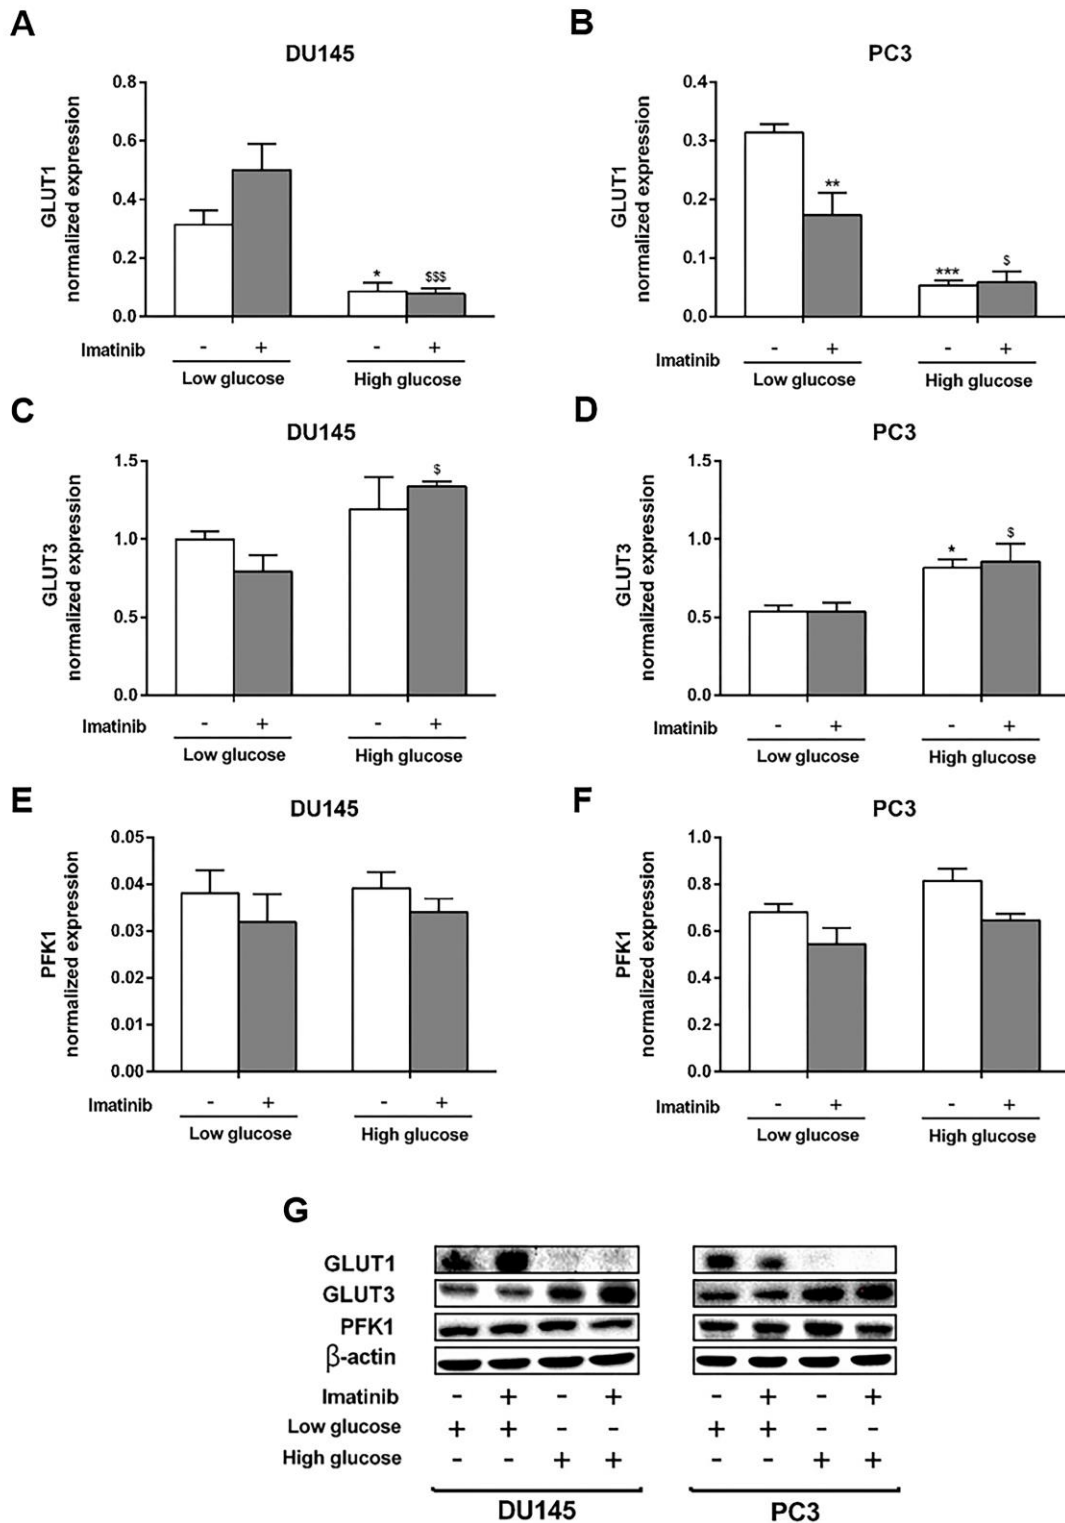 A
DU145
GLUT1
normalized expression
0.8
0.6
0.4
0.2
0.0
*
$$$
Imatinib - + - +
Low glucose High glucose
B
PC3
GLUT1
normalized expression
0.4
0.3
0.2
0.1
0.0
**
***
$
Imatinib - + - +
Low glucose High glucose
C
DU145
GLUT3
normalized expression
1.5
1.0
0.5
0.0
$
Imatinib - + - +
Low glucose High glucose
D
PC3
GLUT3
normalized expression
1.5
1.0
0.5
0.0
*
$
Imatinib - + - +
Low glucose High glucose
E
DU145
PFK1
normalized expression
0.05
0.04
0.03
0.02
0.01
0.00
Imatinib - + - +
Low glucose High glucose
F
PC3
PFK1
normalized expression
1.0
0.8
0.6
0.4
0.2
0.0
Imatinib - + - +
Low glucose High glucose
G
GLUT1
GLUT3
PFK1
β-actin
Imatinib - + - + - + - +
Low glucose + + - - + + - -
High glucose - - + + - - + +
DU145 PC3